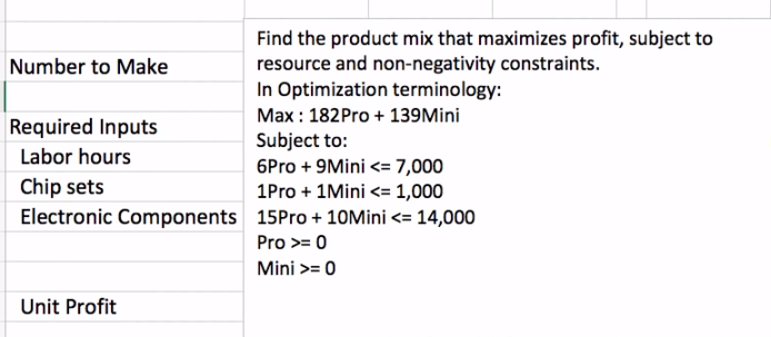 Find the product mix that maximizes profit, subject to
resource and non-negativity constraints.
In Optimization terminology:
Max : 182Pro + 139Mini
Subject to:
6Pro + 9Mini <= 7,000
1Pro + 1Mini <= 1,000
15Pro + 10Mini <= 14,000
Pro >= 0
Mini >= 0
Number to Make
Required Inputs
Labor hours
Chip sets
Electronic Components
Unit Profit